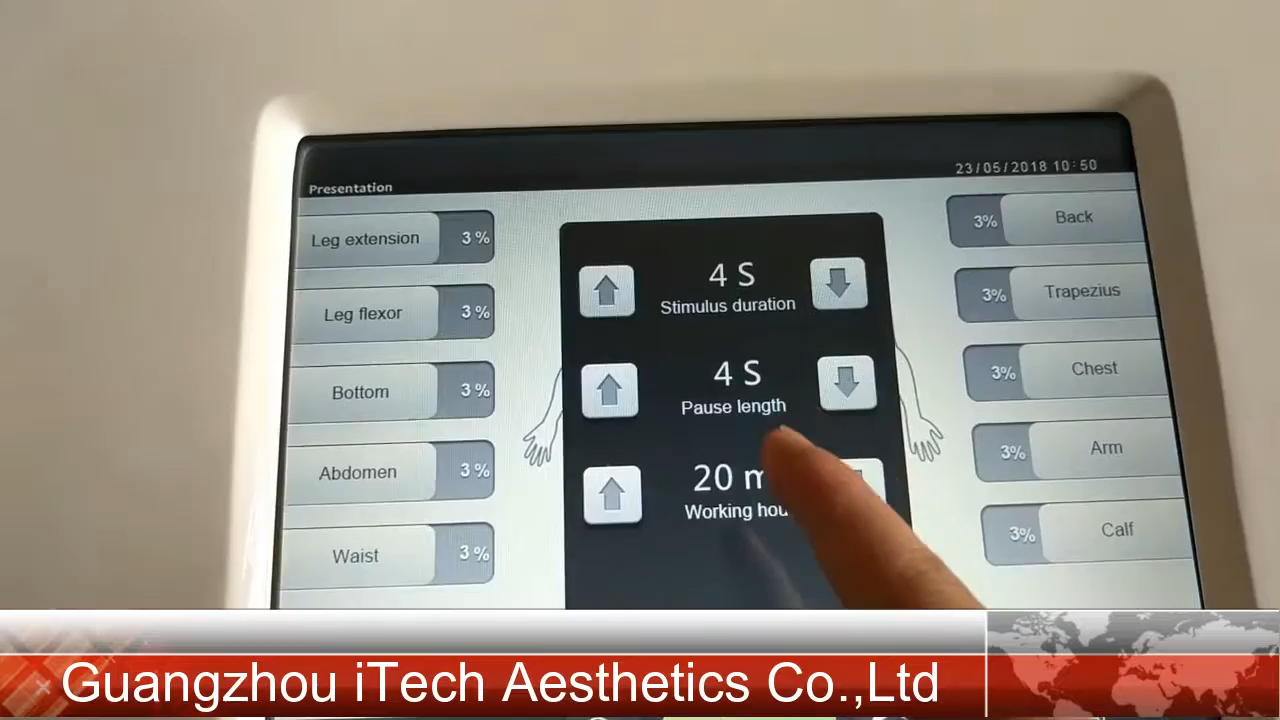 Presentation
23/05/2018 10:50
Leg extension 3%
Leg flexor 3%
Bottom 3%
Abdomen 3%
Waist 3%
4 S
Stimulus duration
4 S
Pause length
20
Working
3% Back
3% Trapezius
3% Chest
3% Arm
3% Calf
Guangzhou iTech Aesthetics Co.,Ltd